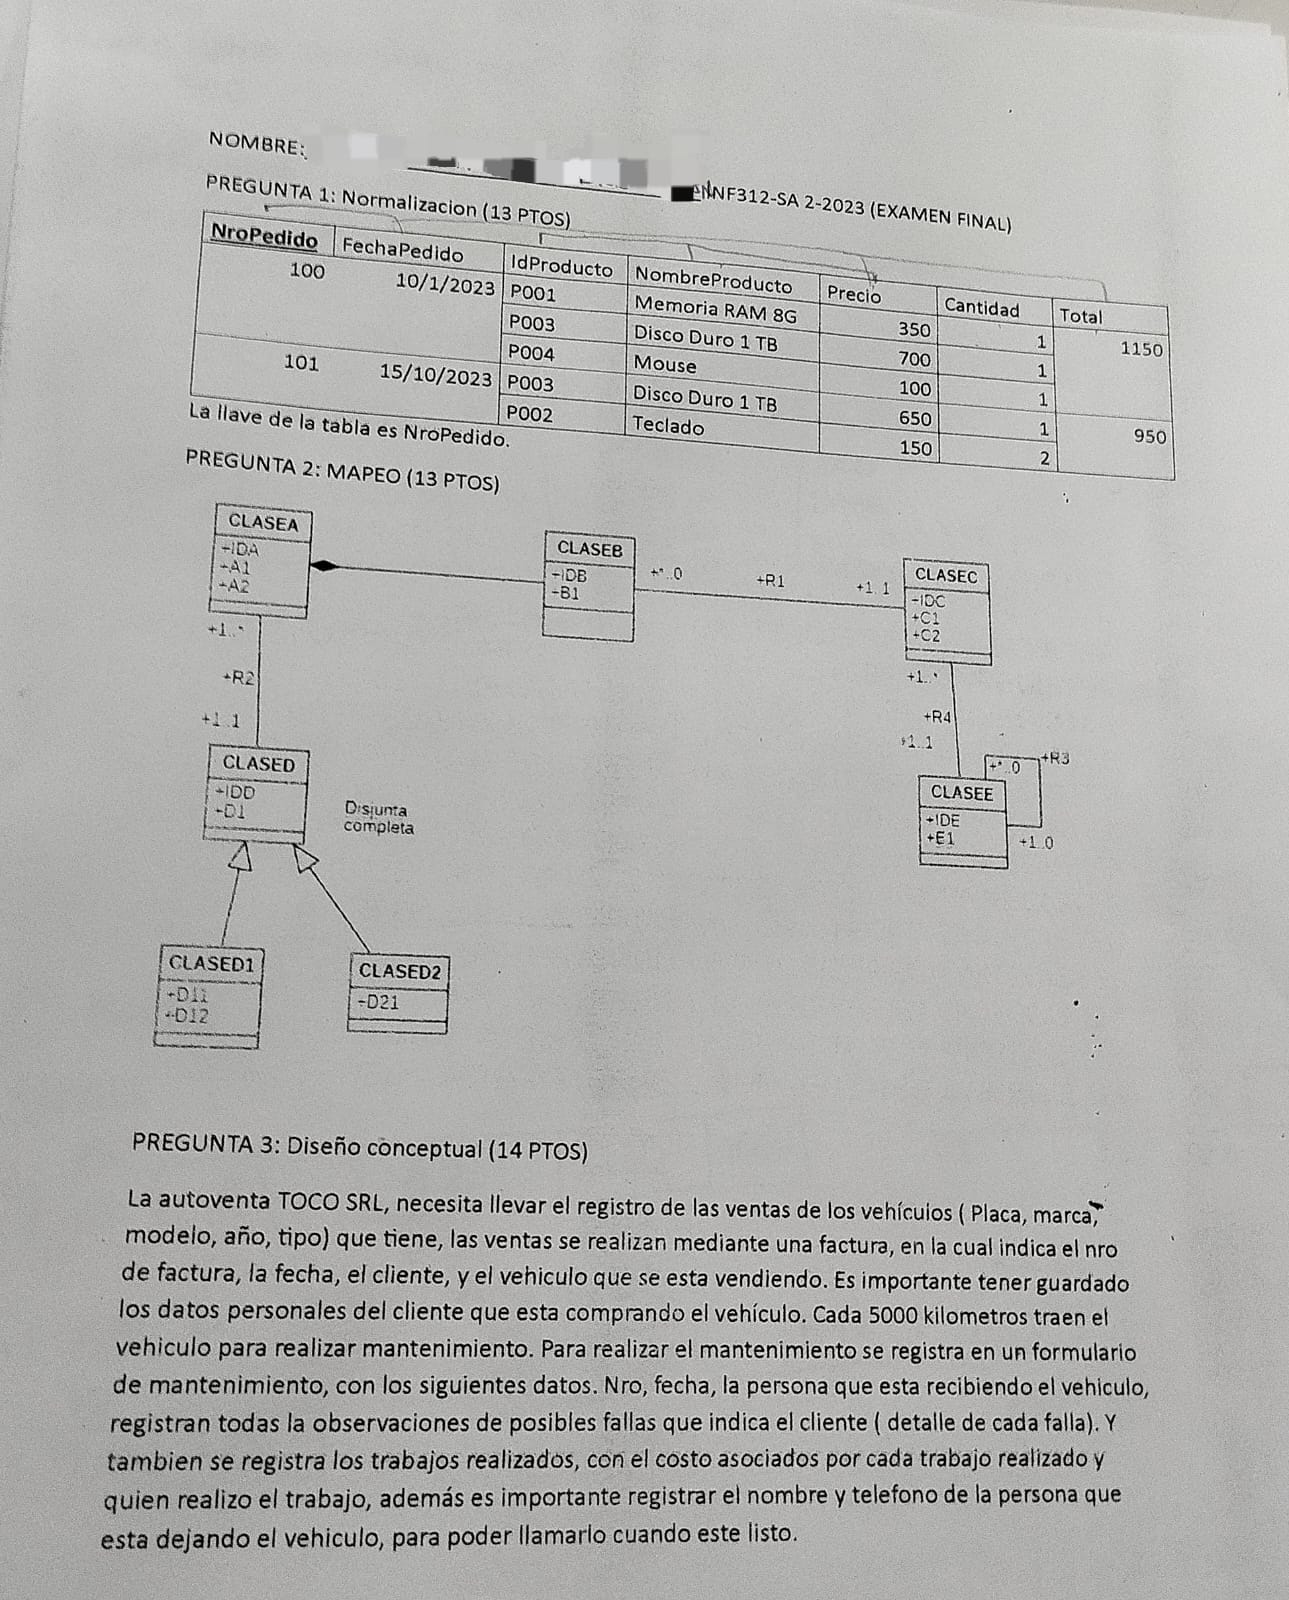 NOMBRE:
NF312-SA 2-2023 (EXAMEN FINAL)
PREGUNTA 1: Normalizacion (13 PTOS)
NroPedido FechaPedido IdProducto NombreProducto Precio Cantidad Total
100 10/1/2023 P001 Memoria RAM 8G 350 1 1150
P003 Disco Duro 1 TB 700 1
P004 Mouse 100 1
101 15/10/2023 P003 Disco Duro 1 TB 650 1 950
P002 Teclado 150 2
La llave de la tabla es NroPedido.
PREGUNTA 2: MAPEO (13 PTOS)
CLASEA
+IDA
+A1
+A2
CLASEB
+IDB
+B1
+*..0
+R1
+1..1
CLASEC
+IDC
+C1
+C2
+1..*
+R2
+1..1
+1..*
+R4
+1..1
CLASED
+IDD
+D1
Disjunta
completa
+*..0
+R3
CLASEE
+IDE
+E1
+1..0
CLASED1
+D11
+D12
CLASED2
+D21
PREGUNTA 3: Diseño conceptual (14 PTOS)
La autoventa TOCO SRL, necesita llevar el registro de las ventas de los vehículos ( Placa, marca,
modelo, año, tipo) que tiene, las ventas se realizan mediante una factura, en la cual indica el nro
de factura, la fecha, el cliente, y el vehiculo que se esta vendiendo. Es importante tener guardado
los datos personales del cliente que esta comprando el vehículo. Cada 5000 kilometros traen el
vehiculo para realizar mantenimiento. Para realizar el mantenimiento se registra en un formulario
de mantenimiento, con los siguientes datos. Nro, fecha, la persona que esta recibiendo el vehiculo,
registran todas la observaciones de posibles fallas que indica el cliente ( detalle de cada falla). Y
tambien se registra los trabajos realizados, con el costo asociados por cada trabajo realizado y
quien realizo el trabajo, además es importante registrar el nombre y telefono de la persona que
esta dejando el vehiculo, para poder llamarlo cuando este listo.